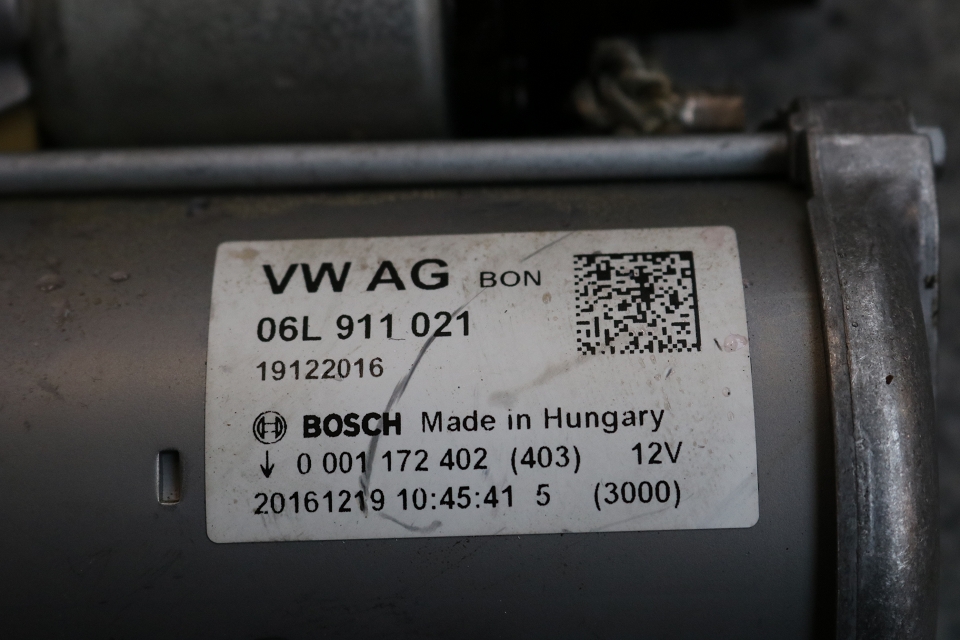 VW AG BON
06L 911 021
19122016
BOSCH Made in Hungary
↓ 0 001 172 402 (403) 12V
20161219 10:45:41 5 (3000)